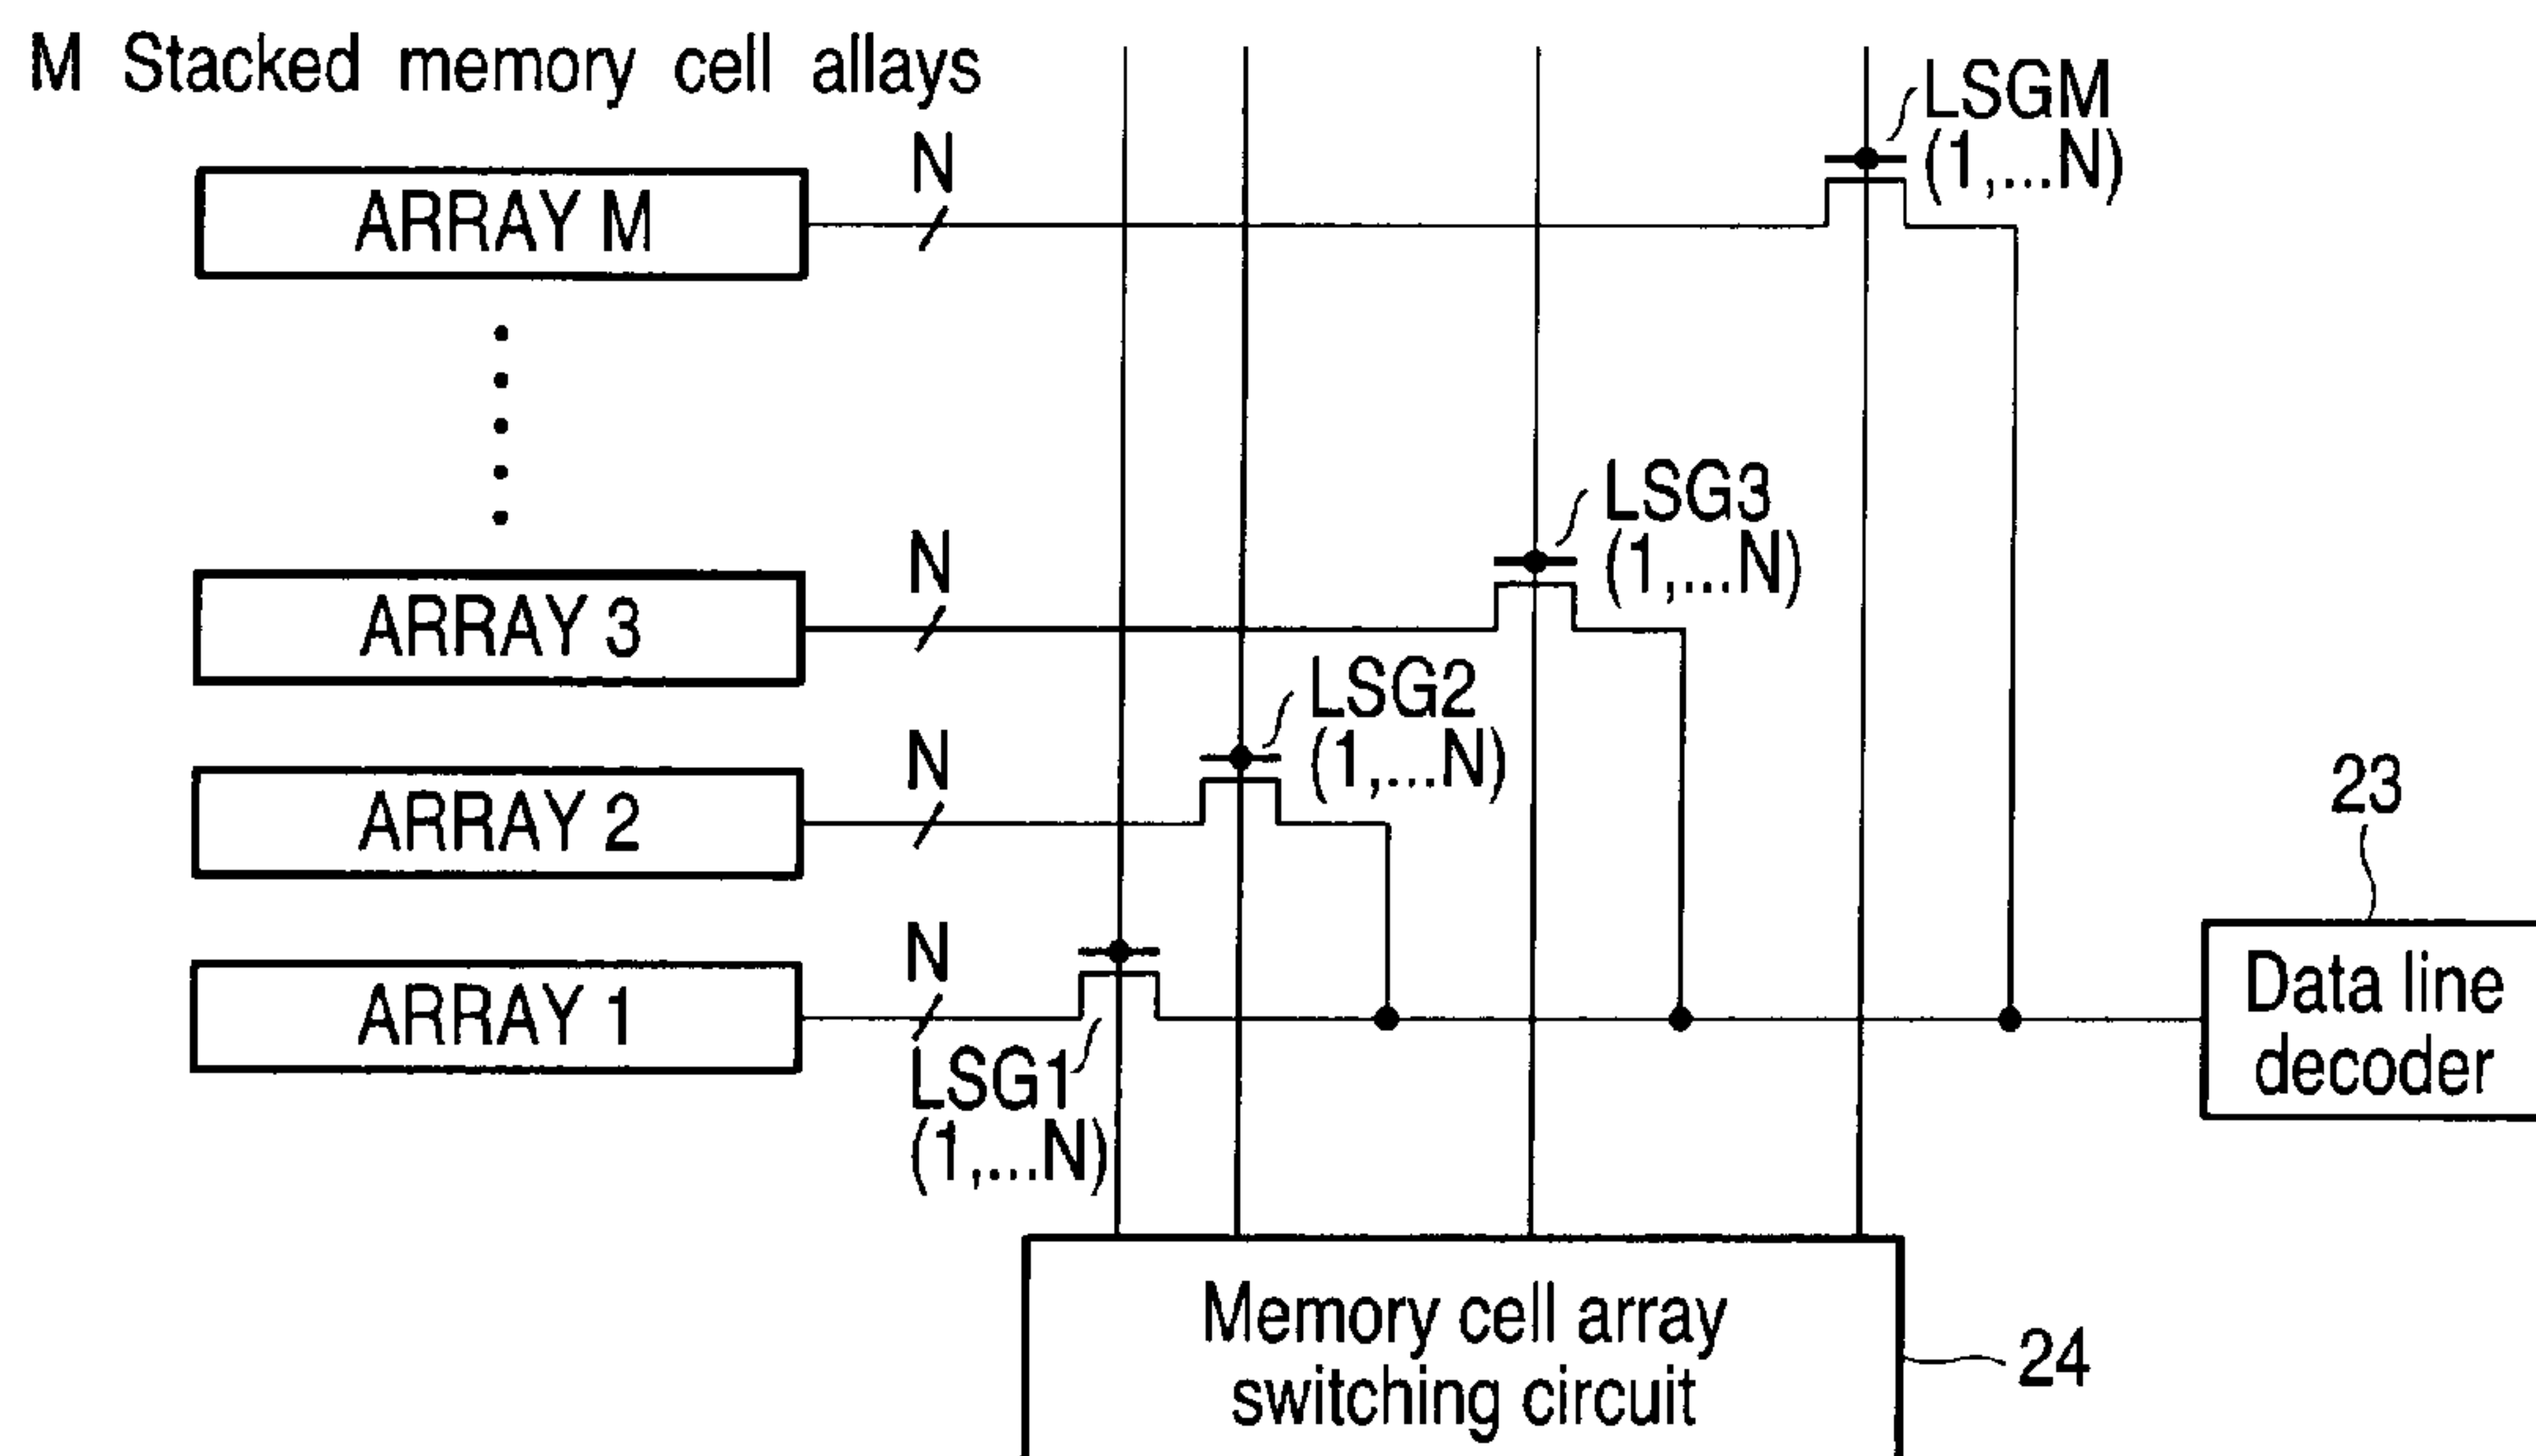 M Stacked memory cell allays
LSGM
(1,...N)
N
ARRAY M
LSG3
(1,...N)
N
ARRAY 3
LSG2
(1,...N)
N
ARRAY 2
23
N
ARRAY 1
Data line
decoder
LSG1
(1,...N)
Memory cell array
switching circuit
24